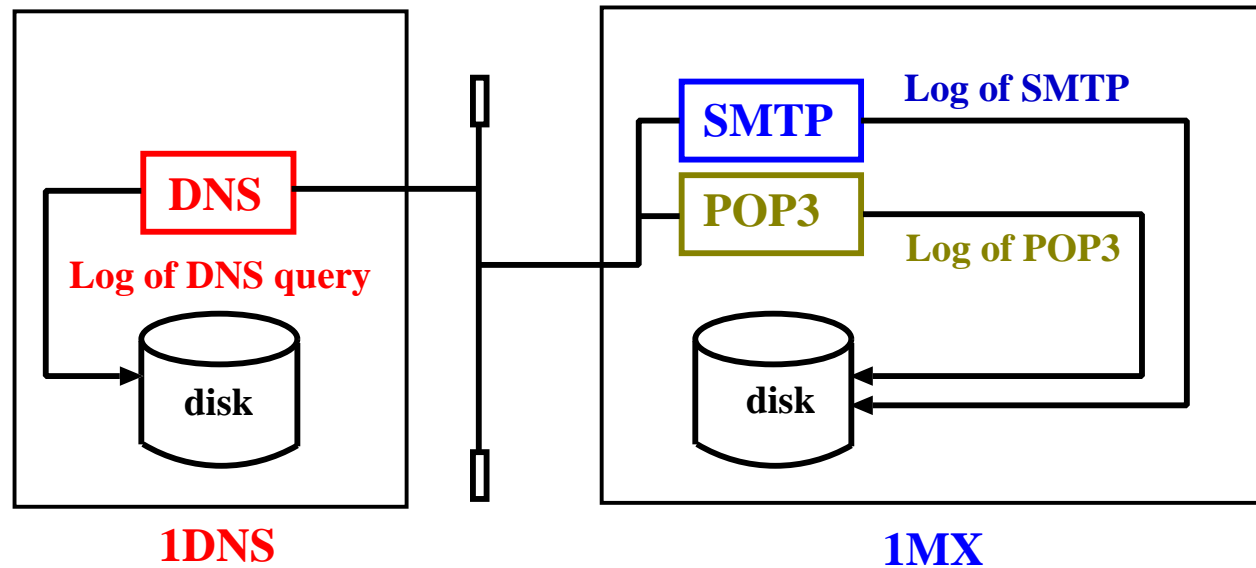 DNS
Log of DNS query
disk
1DNS
SMTP
Log of SMTP
POP3
Log of POP3
disk
1MX